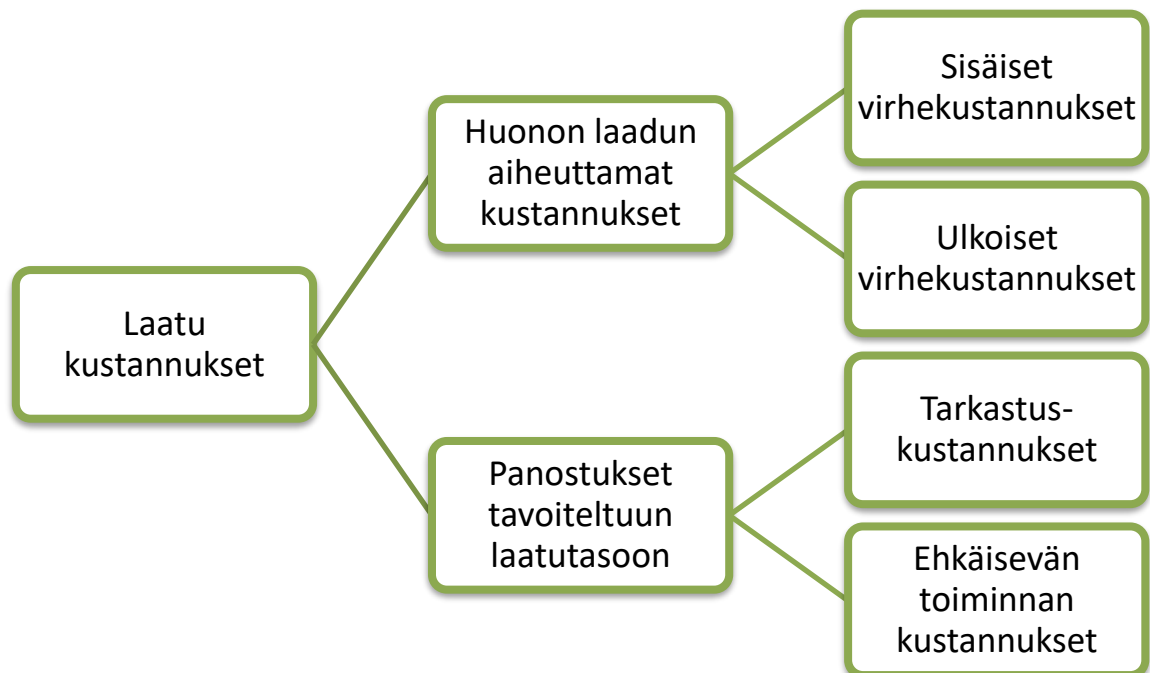 Laatu
kustannukset
Huonon laadun
aiheuttamat
kustannukset
Sisäiset
virhekustannukset
Ulkoiset
virhekustannukset
Panostukset
tavoiteltuun
laatutasoon
Tarkastus-
kustannukset
Ehkäisevän
toiminnan
kustannukset